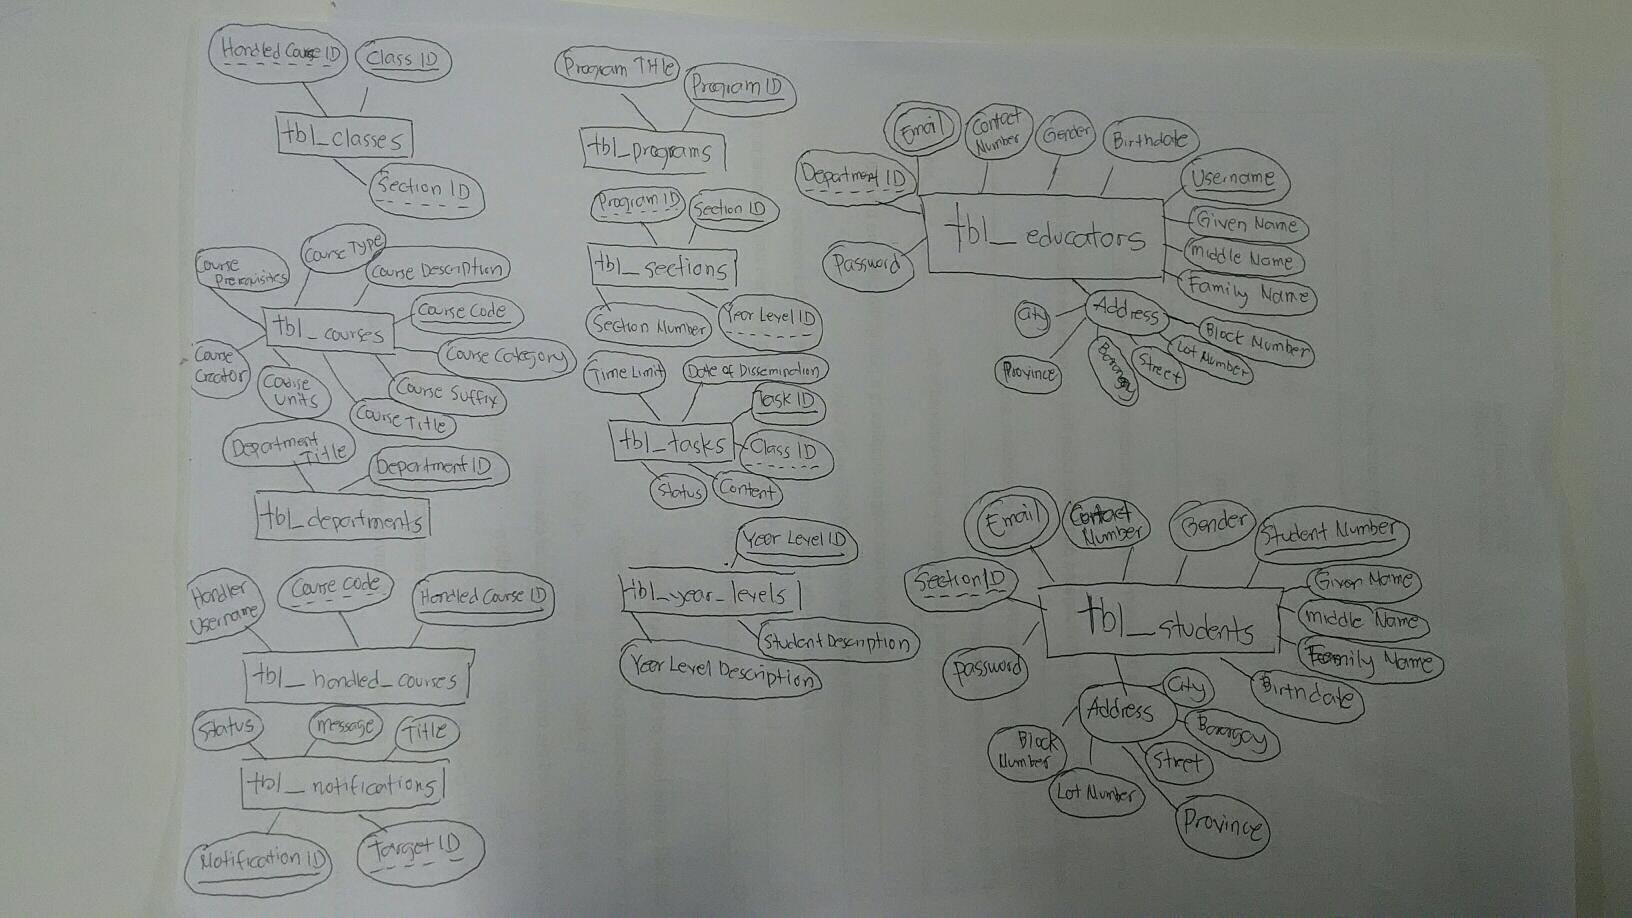 Handled Course ID
Class ID
tbl_classes
Section ID
Course
Prerequisites
Course Type
Course Description
tbl_courses
Course Code
Course Category
Course
Creator
Course
Units
Course Suffix
Course Title
Department
Title
Department ID
tbl_departments
Handler
Username
Course Code
Handled Course ID
tbl_handled_courses
Status
Message
Title
tbl_notifications
Notification ID
Target ID
Program Title
Program ID
tbl_programs
Program ID
Section ID
tbl_sections
Section Number
Year Level ID
Time Limit
Date of Dissemination
Task ID
tbl_tasks
Class ID
Status
Content
Year Level ID
tbl_year_levels
Student Description
Year Level Description
Email
Contact
Number
Gender
Birthdate
Department ID
Username
tbl_educators
Given Name
Middle Name
Password
Family Name
City
Address
Block Number
Lot Number
Street
Province
Email
Contact
Number
Gender
Student Number
Section ID
Given Name
tbl_students
Middle Name
Family Name
Password
City
Birthdate
Address
Block
Number
Street
Lot Number
Province